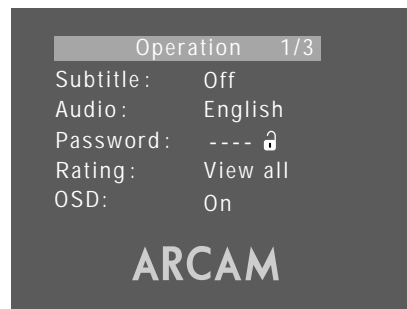 Operation 1/3
Subtitle: Off
Audio: English
Password: ----
Rating: View all
OSD: On
ARCAM